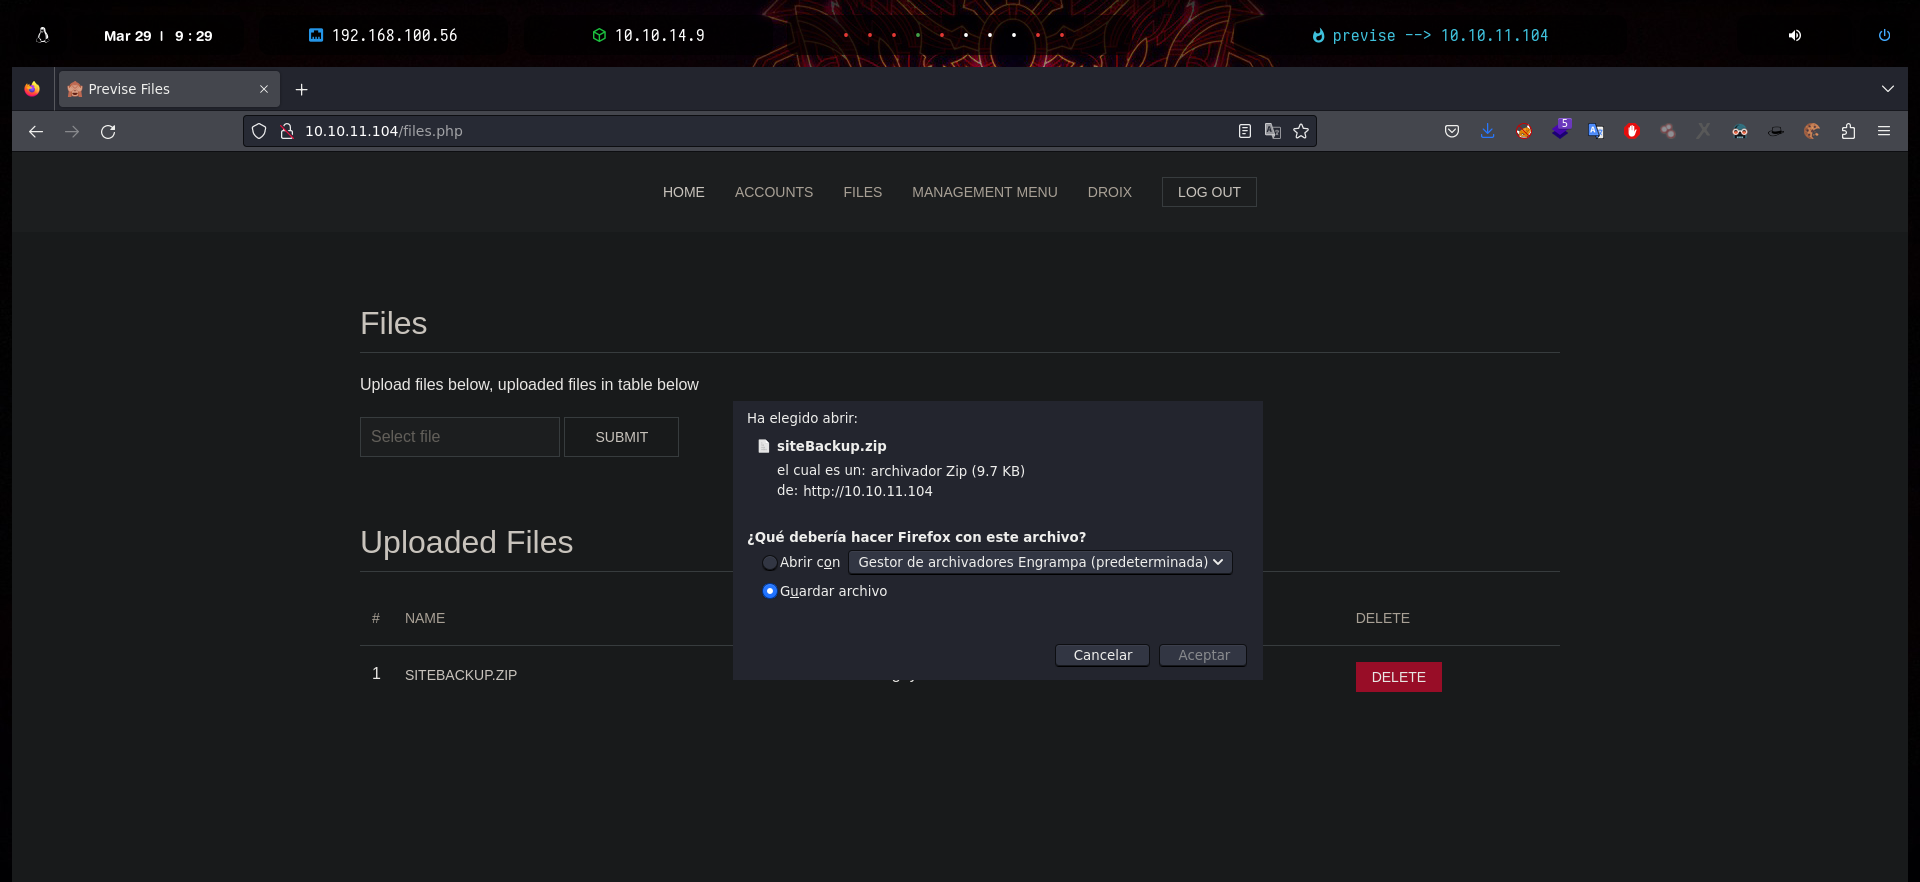 Mar 29 | 9 : 29 192.168.100.56 10.10.14.9 previse --> 10.10.11.104
Previse Files
10.10.11.104/files.php
5
HOME ACCOUNTS FILES MANAGEMENT MENU DROIX LOG OUT
Files
Upload files below, uploaded files in table below
Select file SUBMIT
Ha elegido abrir:
siteBackup.zip
el cual es un: archivador Zip (9.7 KB)
de: http://10.10.11.104
¿Qué debería hacer Firefox con este archivo?
Abrir con Gestor de archivadores Engrampa (predeterminada)
Guardar archivo
Cancelar Aceptar
Uploaded Files
# NAME DELETE
1 SITEBACKUP.ZIP DELETE